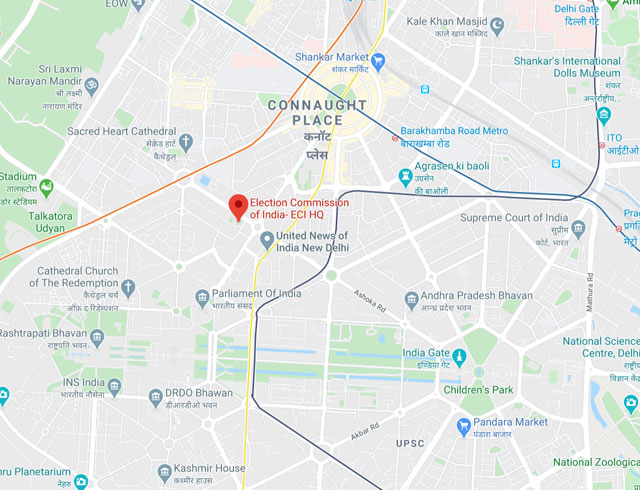 EOW
Delhi Gate
दिल्ली गेट
Kale Khan Masjid
काले खान मस्जिद
Shankar Market
शंकर मार्किट
Shankar's International
Dolls Museum
शंकर
अन्तर्राष्ट्रीय...
Sri Laxmi
Narayan Mandir
श्री लक्ष्मी
नारायण मंदिर
CONNAUGHT
PLACE
कनॉट
प्लेस
Sacred Heart Cathedral
सेक्रेड हार्ट
कैथेड्रल
Barakhamba Road Metro
बाराखम्बा रोड
ITO
आईटीओ
Agrasen ki baoli
उग्रसेन
की बाओली
Stadium
तालकटोरा
डोर स्टेडियम
Talkatora
Udyan
Election Commission
of India- ECI HQ
Supreme Court of India
सुप्रीम
कोर्ट, भारत
Prag
प्रगति
मेट्रो
United News of
India New Delhi
Cathedral Church
of The Redemption
कैथेड्रल चर्च
ऑफ़ द रिडेम्पशन
Parliament Of India
भारतीय संसद
Ashoka Rd
Andhra Pradesh Bhavan
आन्ध्र प्रदेश भवन
Mathura Rd
Rashtrapati Bhavan
राष्ट्रपति भवन
India Gate
इण्डिया गेट
National Science
Centre, Delhi
राष्ट्रीय
विज्ञान केंद्र
INS India
भारतीय नौसेना
DRDO Bhawan
डीआरडीओ भवन
Children's Park
Akbar Rd
UPSC
Pandara Market
पंडारा बाजार
Kashmir House
कश्मीर हाउस
National Zoological
hru Planetarium
नेहरु